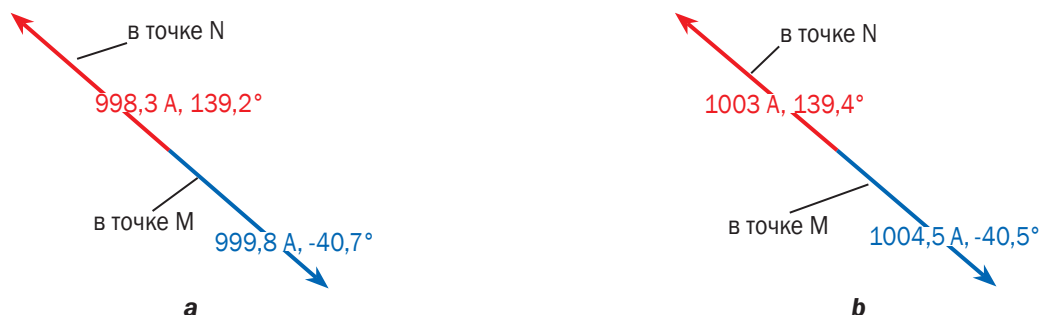 в точке N
998,3 А, 139,2°
в точке М
999,8 А, -40,7°
a
в точке N
1003 А, 139,4°
в точке М
1004,5 А, -40,5°
b